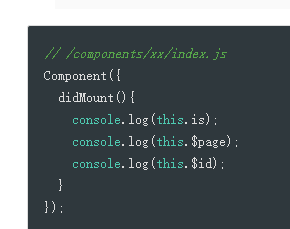 // /components/xx/index.js
Component({
  didMount(){
    console.log(this.is);
    console.log(this.$page);
    console.log(this.$id);
  }
});